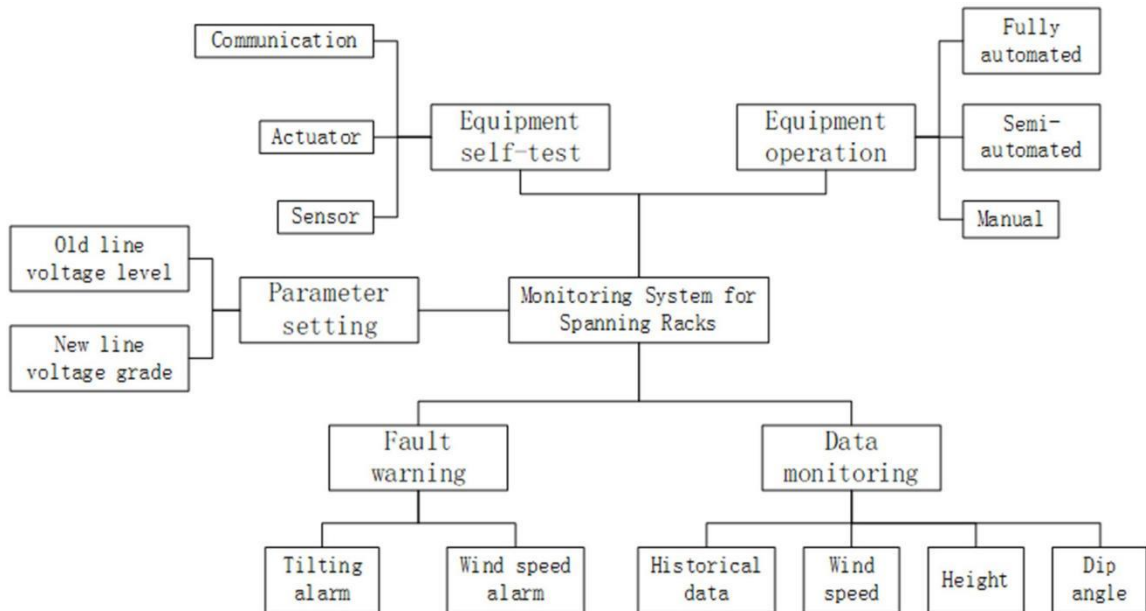 Communication
Actuator
Sensor
Equipment
self-test
Equipment
operation
Fully
automated
Semi-
automated
Manual
Old line
voltage level
New line
voltage grade
Parameter
setting
Monitoring System for
Spanning Racks
Fault
warning
Data
monitoring
Tilting
alarm
Wind speed
alarm
Historical
data
Wind
speed
Height
Dip
angle